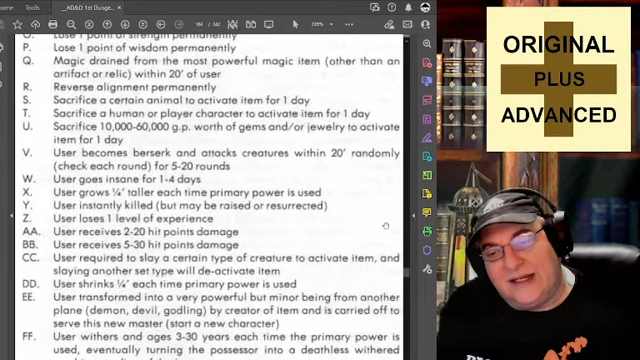 Tools Window Help
AD&D 1st Dunge...
184 / 242
235%
O. Lose 1 point of strength permanently
P. Lose 1 point of wisdom permanently
Q. Magic drained from the most powerful magic item (other than an
artifact or relic) within 20' of user
R. Reverse alignment permanently
S. Sacrifice a certain animal to activate item for 1 day
T. Sacrifice a human or player character to activate item for 1 day
U. Sacrifice 10,000-60,000 g.p. worth of gems and/or jewelry to activate
item for 1 day
V. User becomes berserk and attacks creatures within 20' randomly
(check each round) for 5-20 rounds
W. User goes insane for 1-4 days
X. User grows ¼' taller each time primary power is used
Y. User instantly killed (but may be raised or resurrected)
Z. User loses 1 level of experience
AA. User receives 2-20 hit points damage
BB. User receives 5-30 hit points damage
CC. User required to slay a certain type of creature to activate item, and
slaying another set type will de-activate item
DD. User shrinks ¼' each time primary power is used
EE. User transformed into a very powerful but minor being from another
plane (demon, devil, godling) by creator of item and is carried off to
serve this new master (start a new character)
FF. User withers and ages 3-30 years each time the primary power is
used, eventually turning the possessor into a deathless withered
ORIGINAL
PLUS
ADVANCED